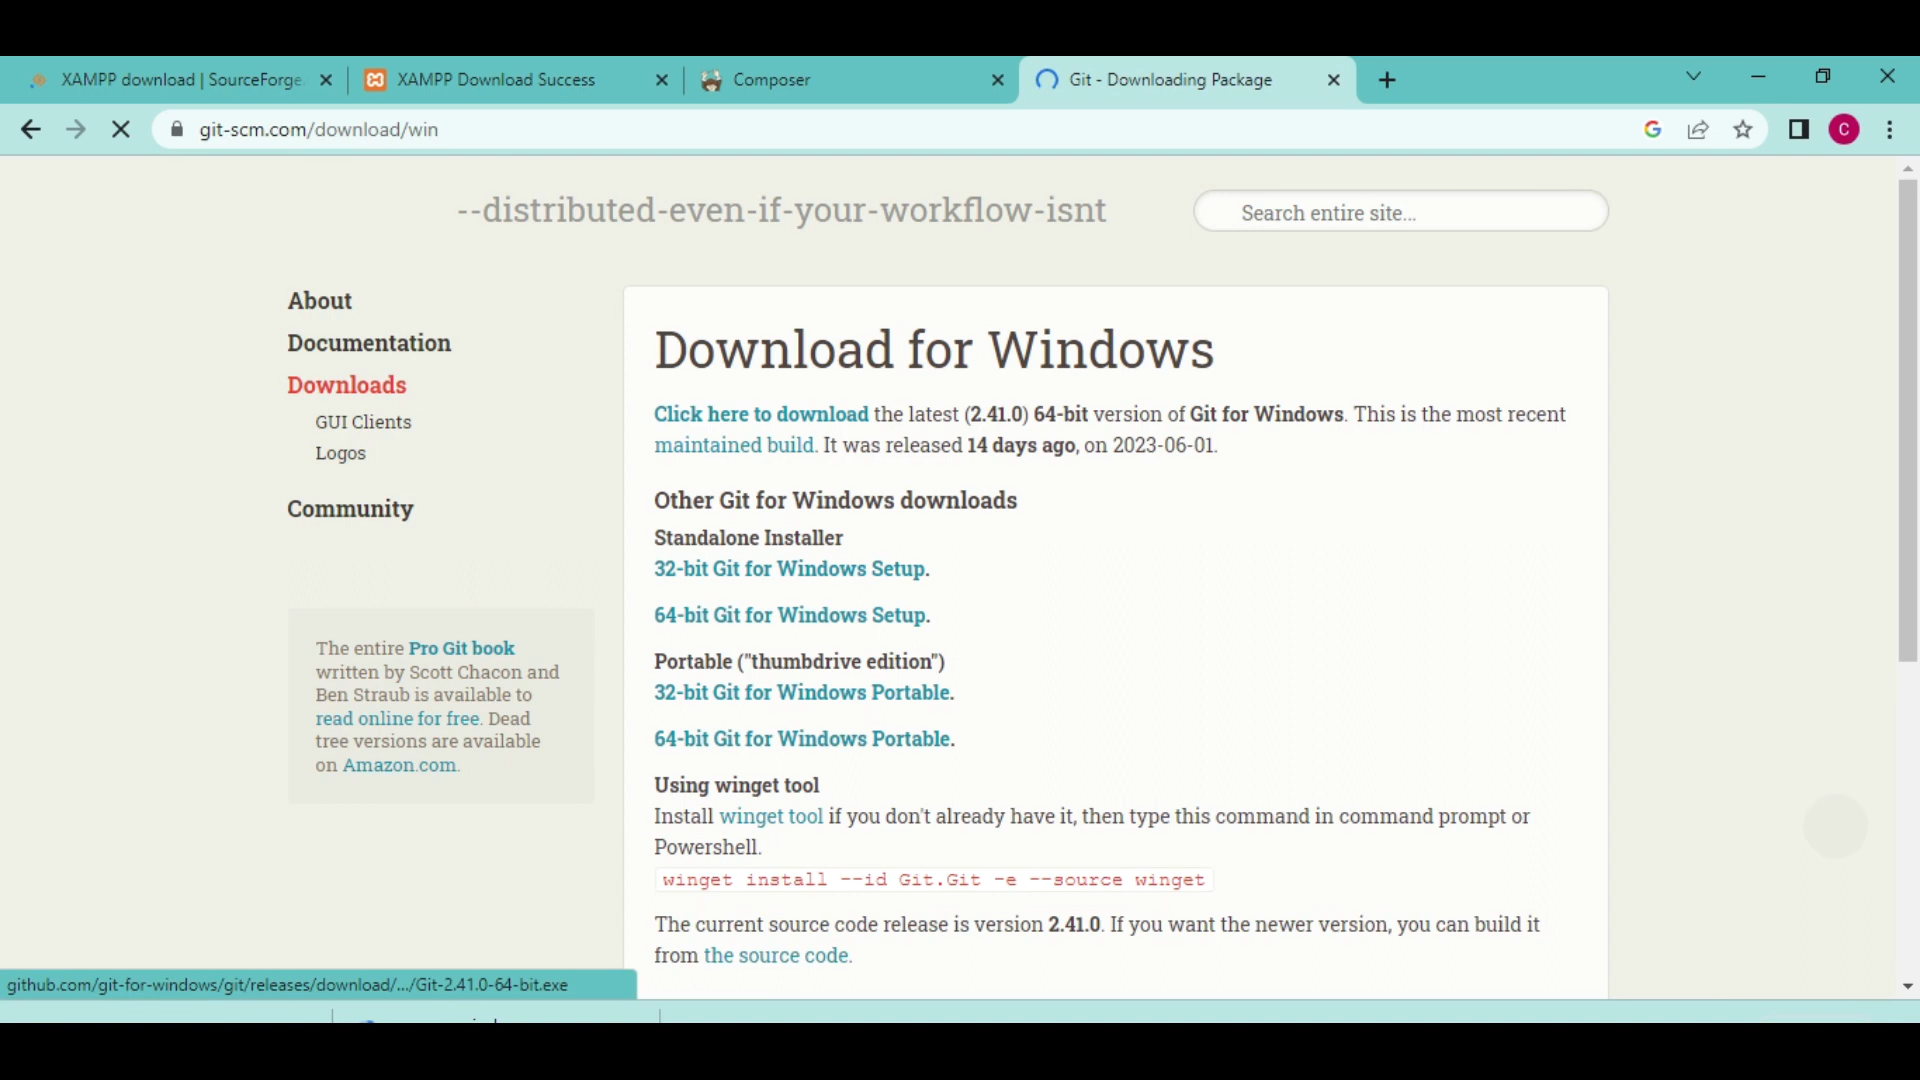 XAMPP download | SourceForge.
XAMPP Download Success
Composer
Git - Downloading Package
git-scm.com/download/win
C
--distributed-even-if-your-workflow-isnt
Search entire site...
About
Documentation
Downloads
GUI Clients
Logos
Community
The entire Pro Git book
written by Scott Chacon and
Ben Straub is available to
read online for free. Dead
tree versions are available
on Amazon.com.
Download for Windows
Click here to download the latest (2.41.0) 64-bit version of Git for Windows. This is the most recent
maintained build. It was released 14 days ago, on 2023-06-01.
Other Git for Windows downloads
Standalone Installer
32-bit Git for Windows Setup.
64-bit Git for Windows Setup.
Portable ("thumbdrive edition")
32-bit Git for Windows Portable.
64-bit Git for Windows Portable.
Using winget tool
Install winget tool if you don't already have it, then type this command in command prompt or
Powershell.
winget install --id Git.Git -e --source winget
The current source code release is version 2.41.0. If you want the newer version, you can build it
from the source code.
github.com/git-for-windows/git/releases/download/.../Git-2.41.0-64-bit.exe